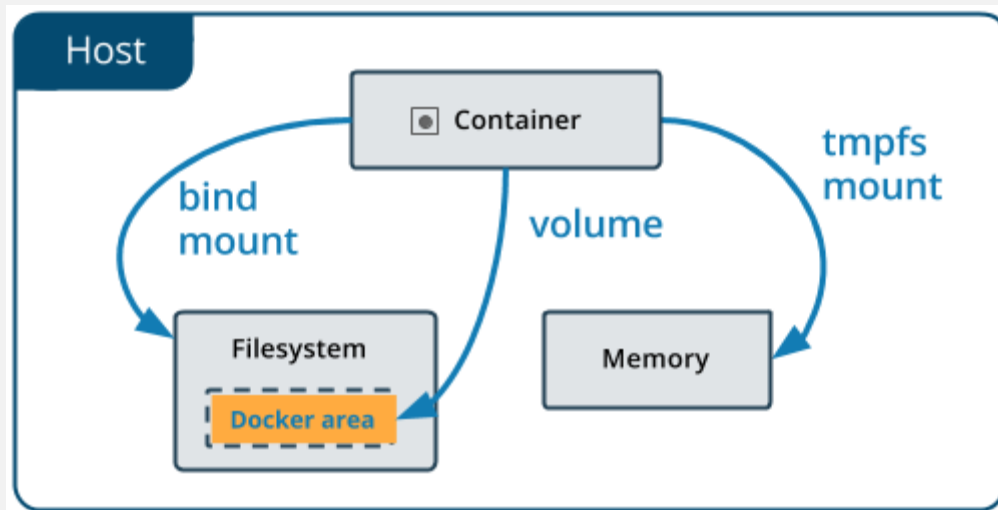 Host
Container
bind
mount
volume
tmpfs
mount
Filesystem
Docker area
Memory